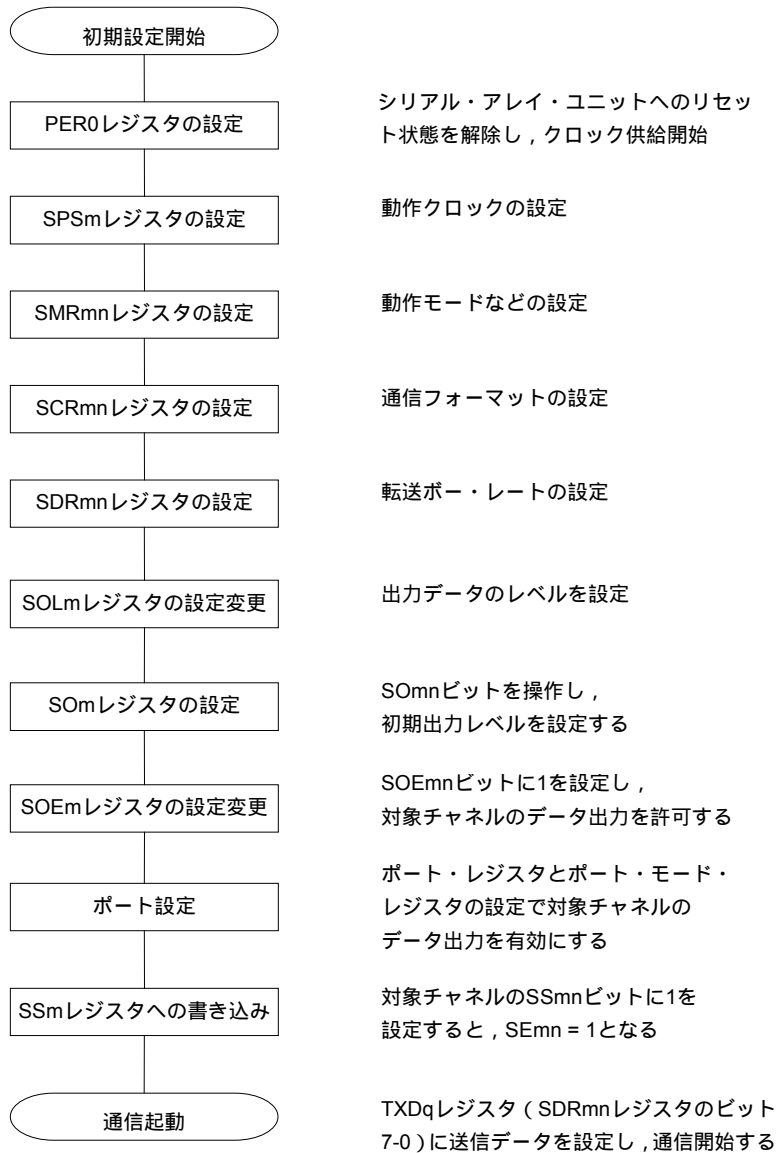 初期設定開始
PER0レジスタの設定
シリアル・アレイ・ユニットへのリセッ
ト状態を解除し，クロック供給開始
SPSmレジスタの設定
動作クロックの設定
SMRmnレジスタの設定
動作モードなどの設定
SCRmnレジスタの設定
通信フォーマットの設定
SDRmnレジスタの設定
転送ボー・レートの設定
SOLmレジスタの設定変更
出力データのレベルを設定
SOmレジスタの設定
SOmnビットを操作し，
初期出力レベルを設定する
SOEmレジスタの設定変更
SOEmnビットに1を設定し，
対象チャネルのデータ出力を許可する
ポート設定
ポート・レジスタとポート・モード・
レジスタの設定で対象チャネルの
データ出力を有効にする
SSmレジスタへの書き込み
対象チャネルのSSmnビットに1を
設定すると，SEmn = 1となる
通信起動
TXDqレジスタ（SDRmnレジスタのビット
7-0）に送信データを設定し，通信開始する